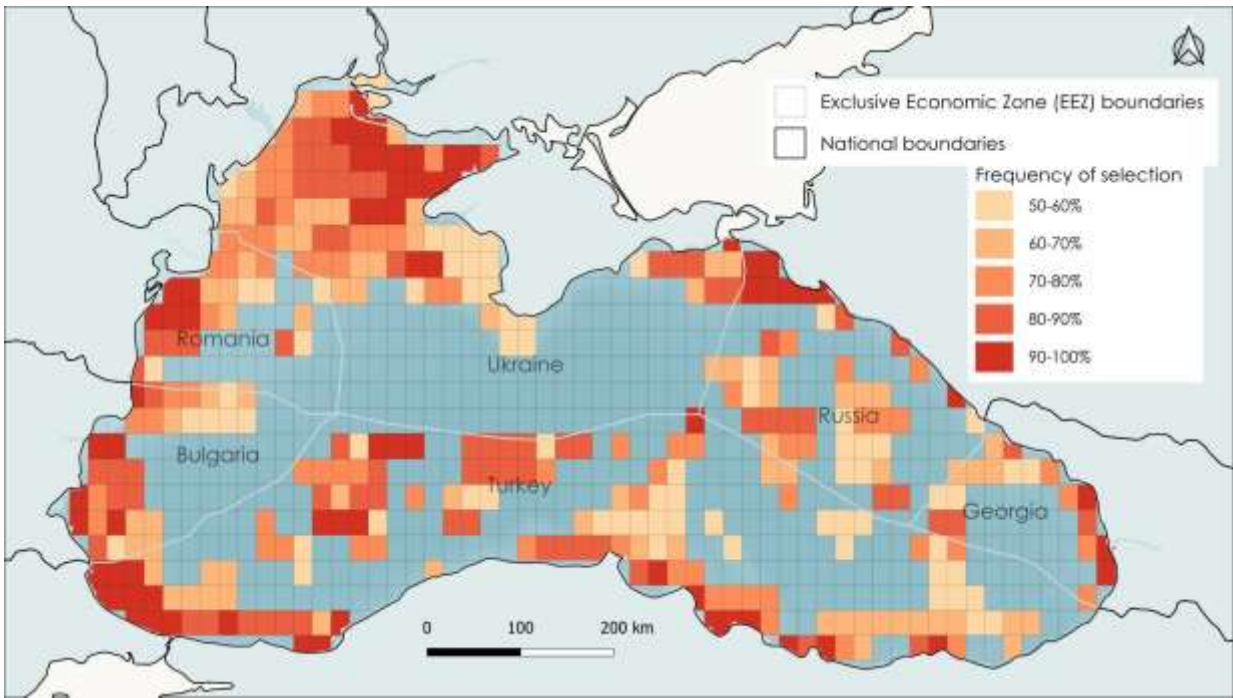 Exclusive Economic Zone (EEZ) boundaries
National boundaries
Frequency of selection
50-60%
60-70%
70-80%
80-90%
90-100%
Romania
Ukraine
Russia
Bulgaria
Turkey
Georgia
0 100 200 km